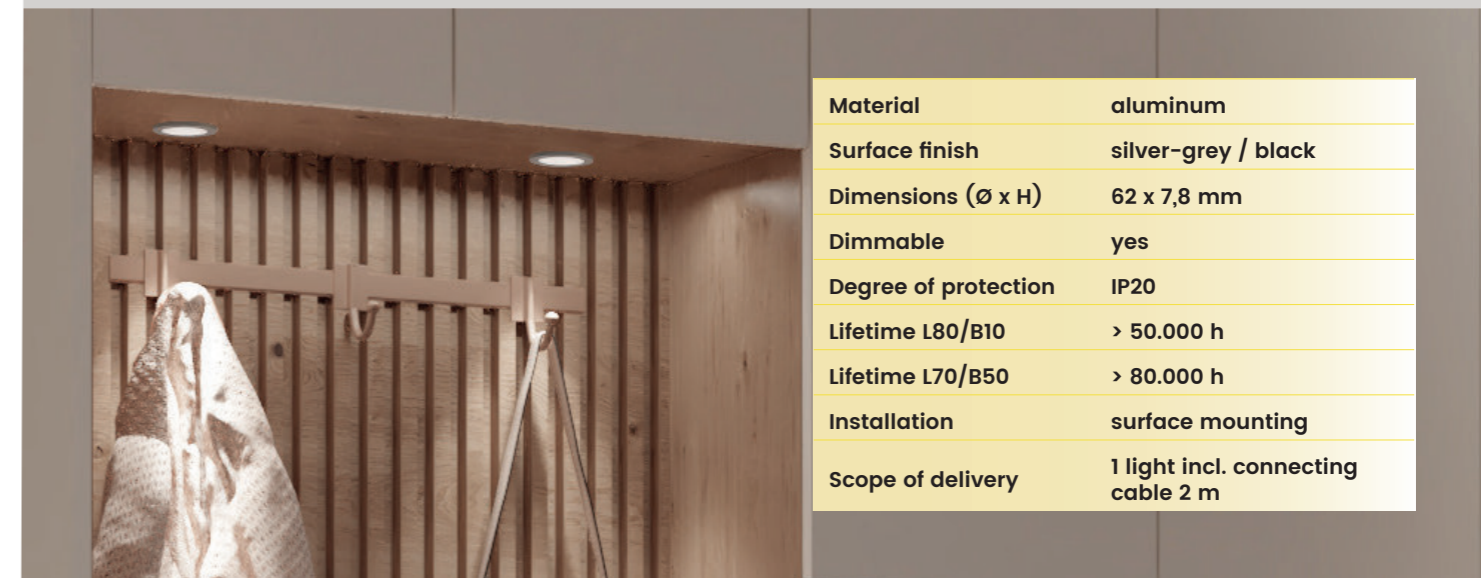 Material aluminum
Surface finish silver-grey / black
Dimensions (Ø x H) 62 x 7,8 mm
Dimmable yes
Degree of protection IP20
Lifetime L80/B10 > 50.000 h
Lifetime L70/B50 > 80.000 h
Installation surface mounting
Scope of delivery 1 light incl. connecting
cable 2 m